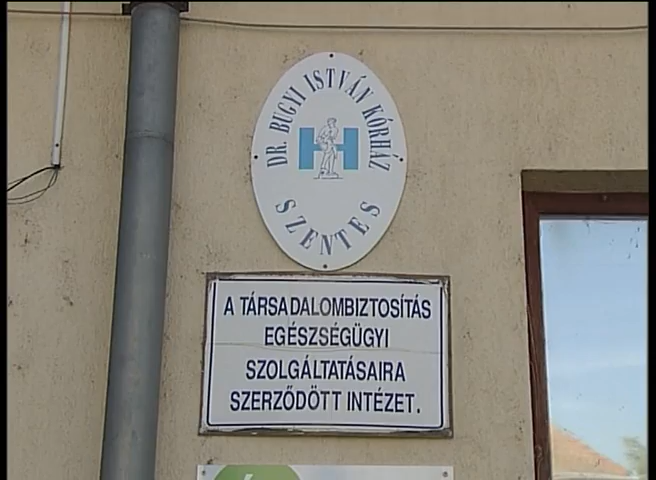 DR. BUGYI ISTVÁN KÓRHÁZ
H
SZENTES
A TÁRSADALOMBIZTOSÍTÁS
EGÉSZSÉGÜGYI
SZOLGÁLTATÁSAIRA
SZERZŐDÖTT INTÉZET.